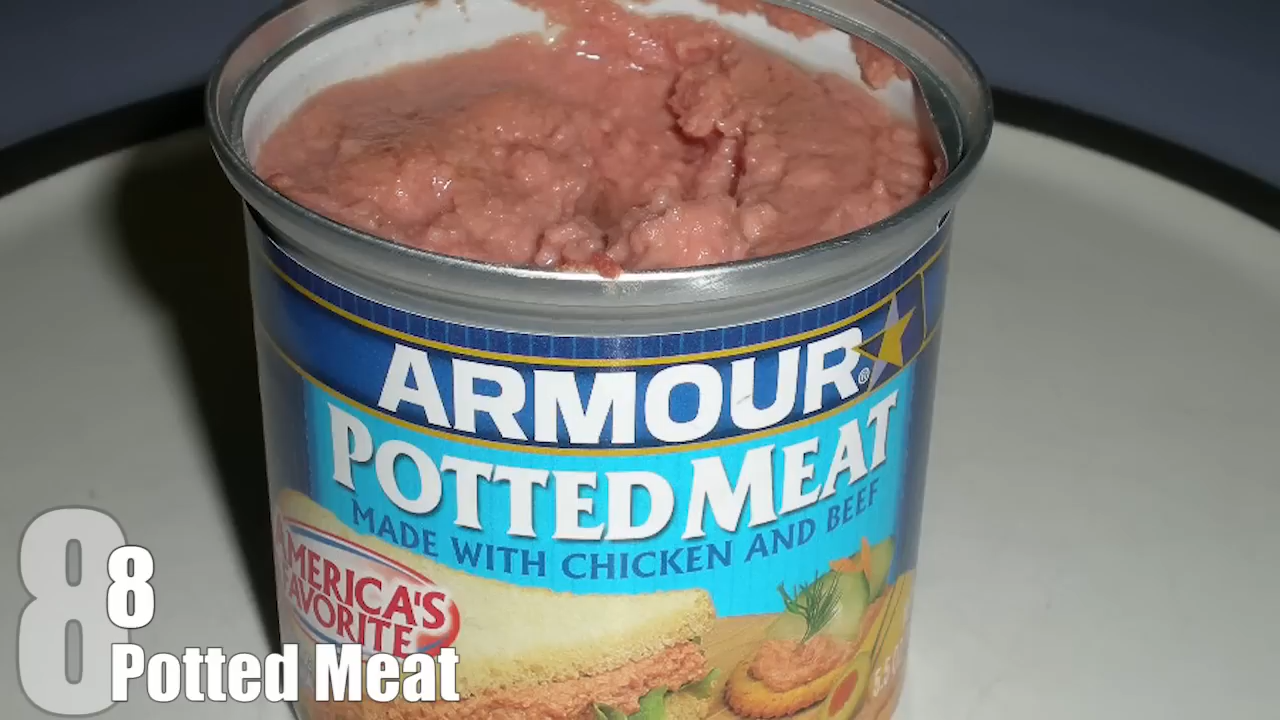 ARMOUR®
POTTED MEAT
MADE WITH CHICKEN AND BEEF
AMERICA'S
FAVORITE
8
8
Potted Meat